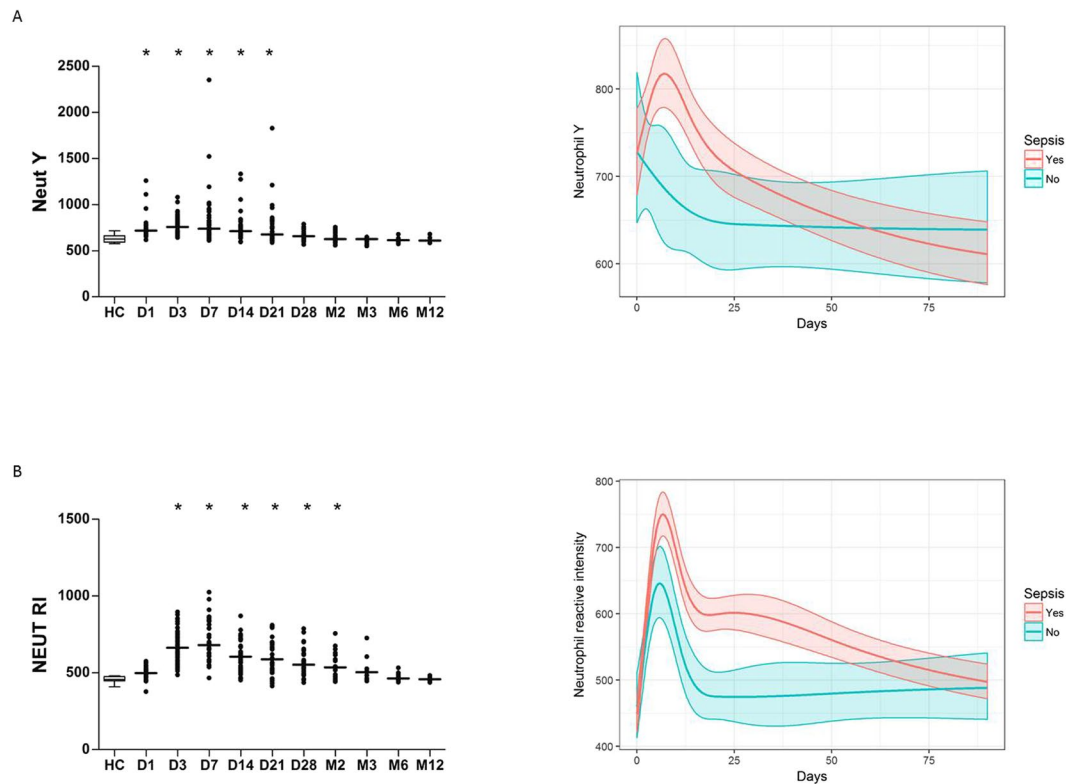 A
* * * * *
Neut Y
2500
2000
1500
1000
500
0
HC D1 D3 D7 D14 D21 D28 M2 M3 M6 M12
Neutrophil Y
800
700
600
0 25 50 75
Days
Sepsis
Yes
No
B
* * * * * *
NEUT RI
1500
1000
500
0
HC D1 D3 D7 D14 D21 D28 M2 M3 M6 M12
Neutrophil reactive intensity
800
700
600
500
400
0 25 50 75
Days
Sepsis
Yes
No